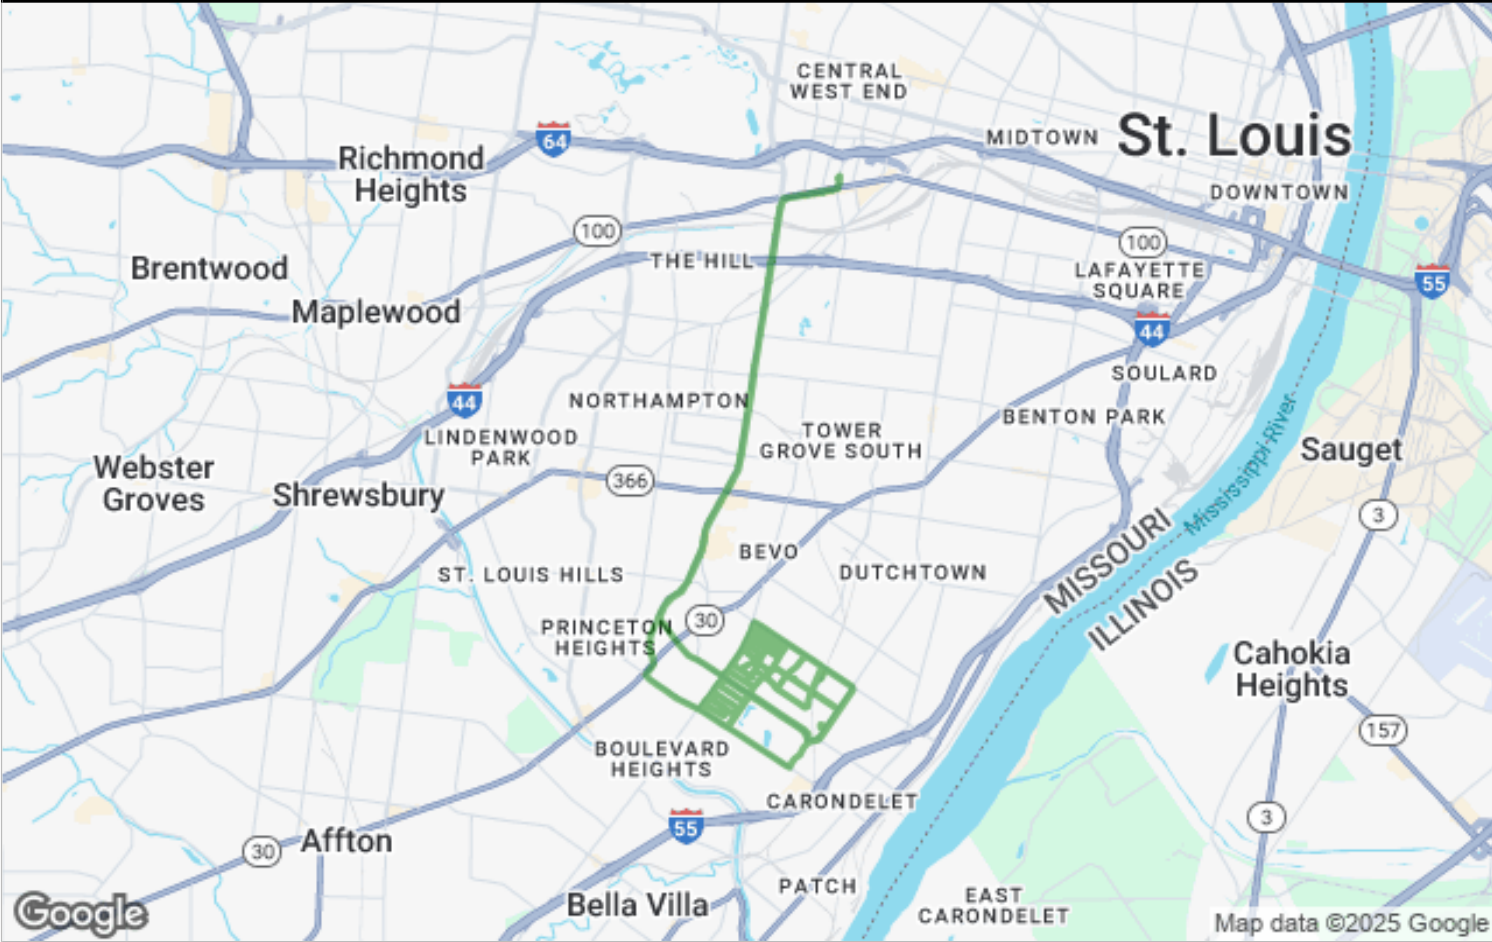 CENTRAL
WEST END
MIDTOWN
St. Louis
64
Richmond
Heights
DOWNTOWN
100
100
THE HILL
LAFAYETTE
SQUARE
Brentwood
55
Maplewood
44
SOULARD
44
NORTHAMPTON
BENTON PARK
LINDENWOOD
PARK
TOWER
GROVE SOUTH
Mississippi River
Sauget
Webster
Groves
Shrewsbury
366
3
MISSOURI
BEVO
ST. LOUIS HILLS
DUTCHTOWN
ILLINOIS
PRINCETON
HEIGHTS
30
Cahokia
Heights
157
BOULEVARD
HEIGHTS
CARONDELET
55
3
Affton
30
PATCH
Bella Villa
EAST
CARONDELET
Google
Map data ©2025 Google